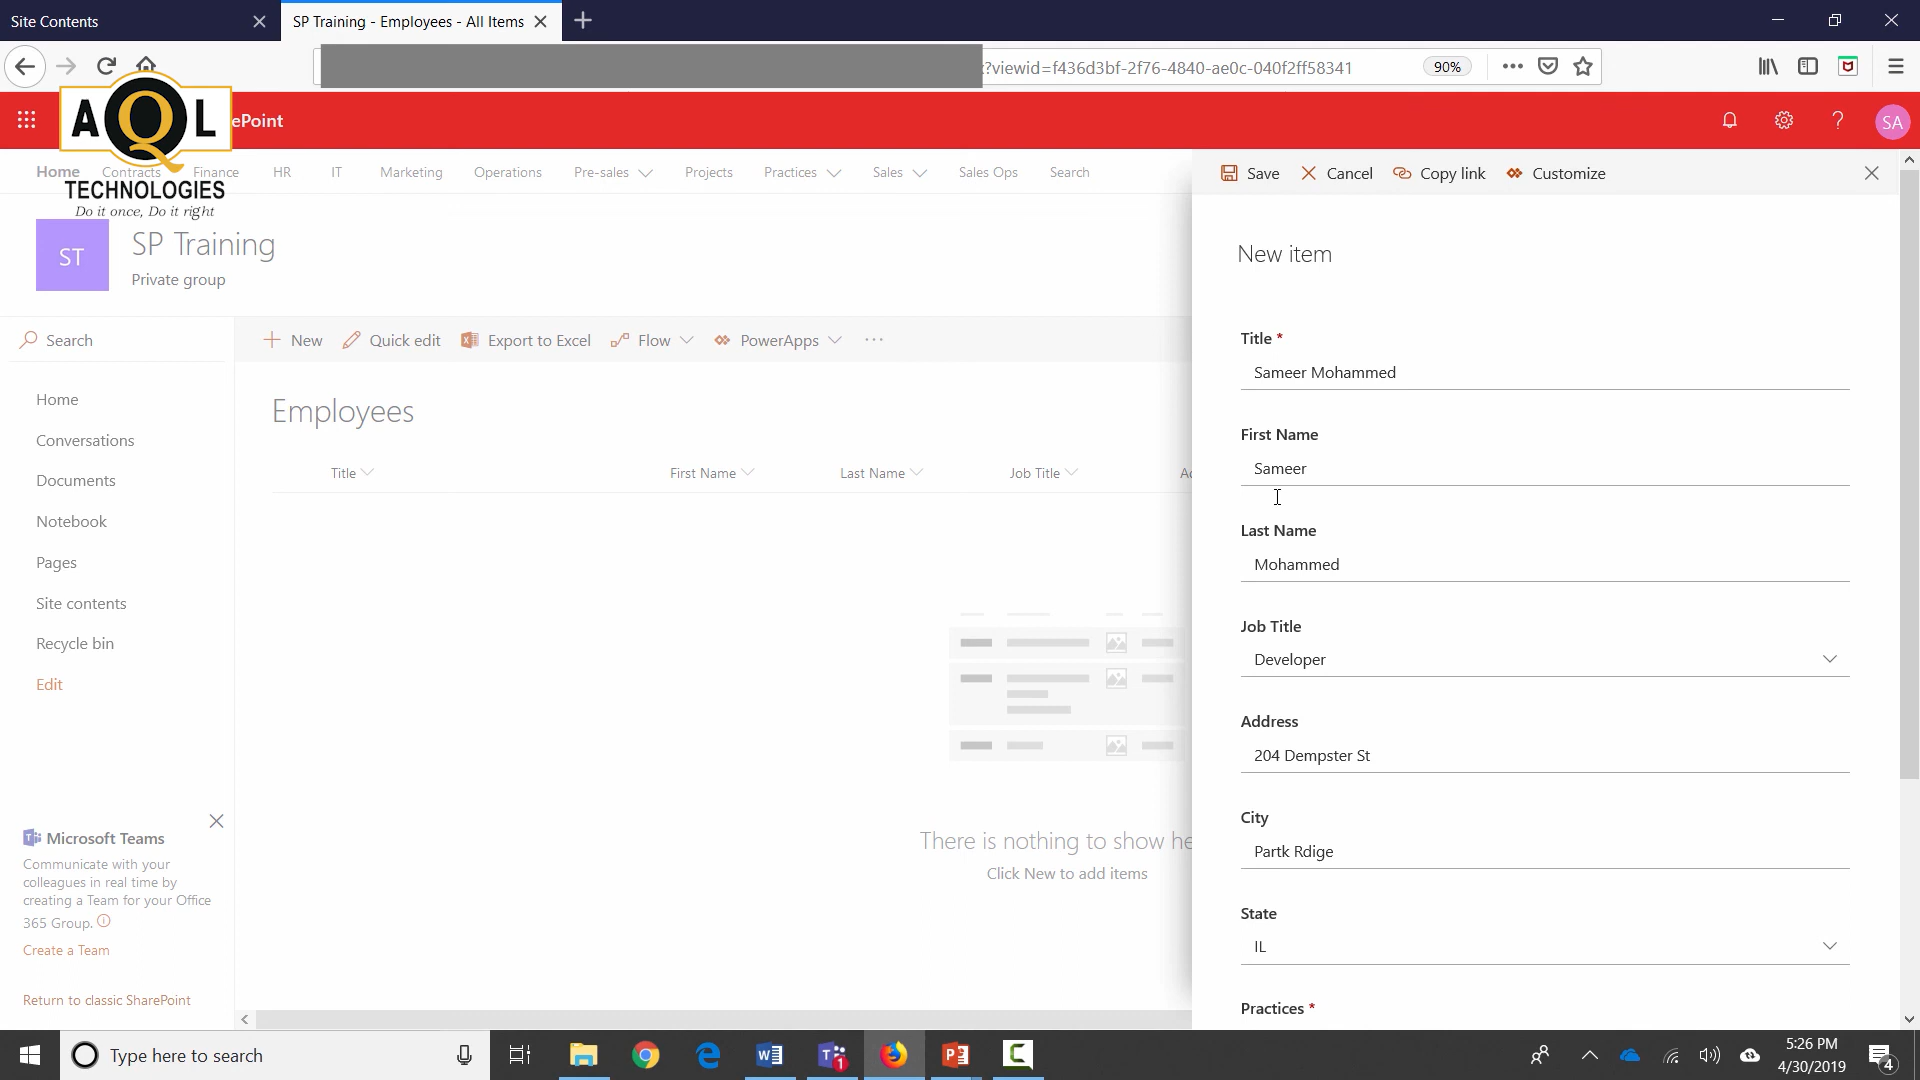 Site Contents
SP Training - Employees - All Items
:?viewid=f436d3bf-2f76-4840-ae0c-040f2ff58341
90%
AQL
TECHNOLOGIES
Do it once, Do it right
ePoint
SA
Home Contracts Finance HR IT Marketing Operations Pre-sales Projects Practices Sales Sales Ops Search
ST
SP Training
Private group
Search
New Quick edit Export to Excel Flow PowerApps
Home
Conversations
Documents
Notebook
Pages
Site contents
Recycle bin
Edit
Employees
Title First Name Last Name Job Title
There is nothing to show he
Click New to add items
Microsoft Teams
Communicate with your
colleagues in real time by
creating a Team for your Office
365 Group.
Create a Team
Return to classic SharePoint
Save Cancel Copy link Customize
New item
Title *
Sameer Mohammed
First Name
Sameer
Last Name
Mohammed
Job Title
Developer
Address
204 Dempster St
City
Partk Rdige
State
IL
Practices *
Type here to search
1
5:26 PM
4/30/2019
4